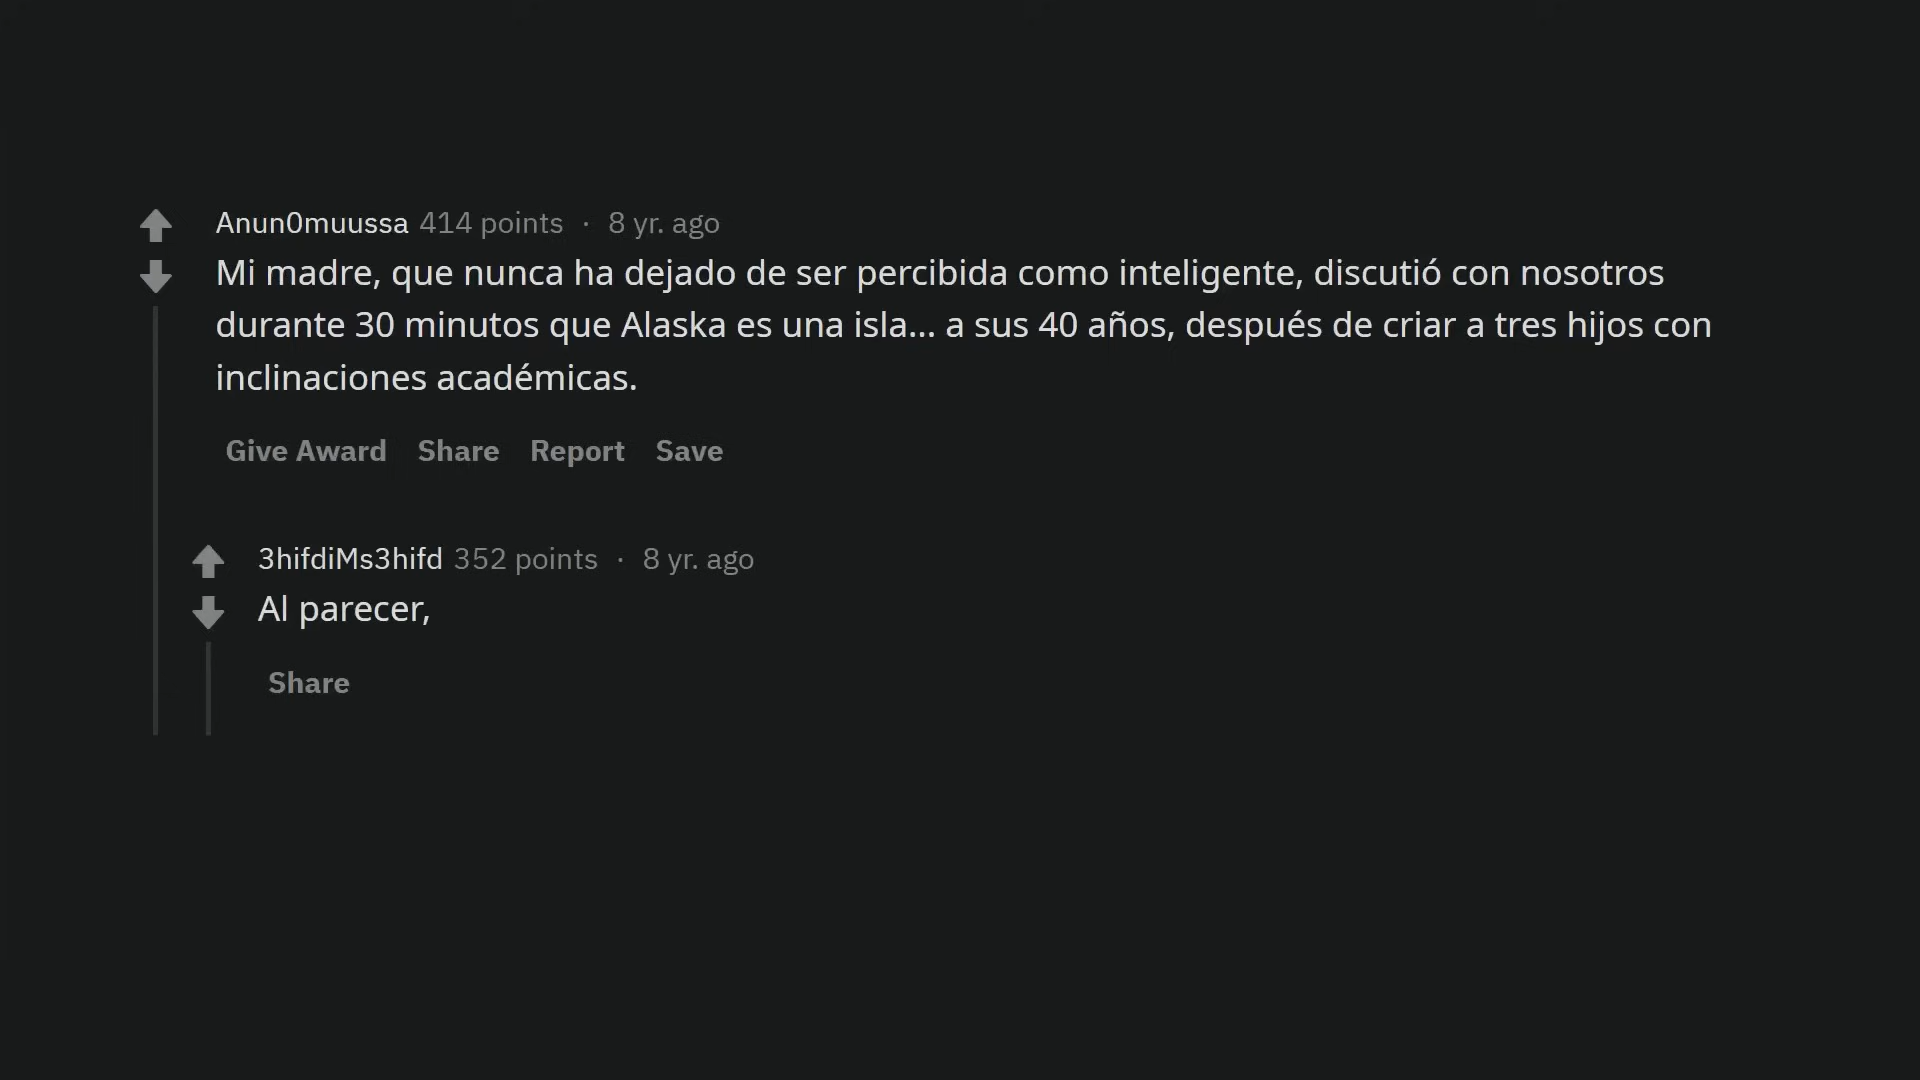 Anun0muussa 414 points · 8 yr. ago
Mi madre, que nunca ha dejado de ser percibida como inteligente, discutió con nosotros
durante 30 minutos que Alaska es una isla... a sus 40 años, después de criar a tres hijos con
inclinaciones académicas.
Give Award Share Report Save
3hifdiMs3hifd 352 points · 8 yr. ago
Al parecer,
Share